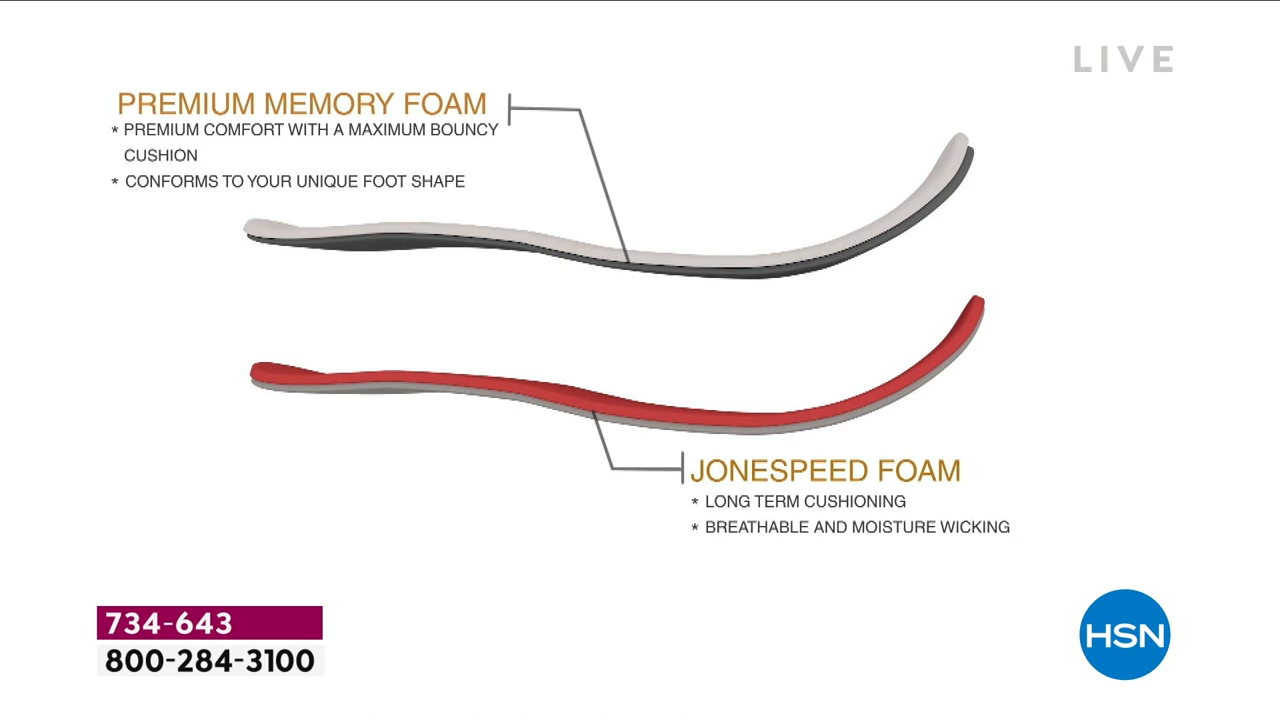 LIVE
PREMIUM MEMORY FOAM
* PREMIUM COMFORT WITH A MAXIMUM BOUNCY
CUSHION
* CONFORMS TO YOUR UNIQUE FOOT SHAPE
JONESPEED FOAM
* LONG TERM CUSHIONING
* BREATHABLE AND MOISTURE WICKING
734-643
800-284-3100
HSN